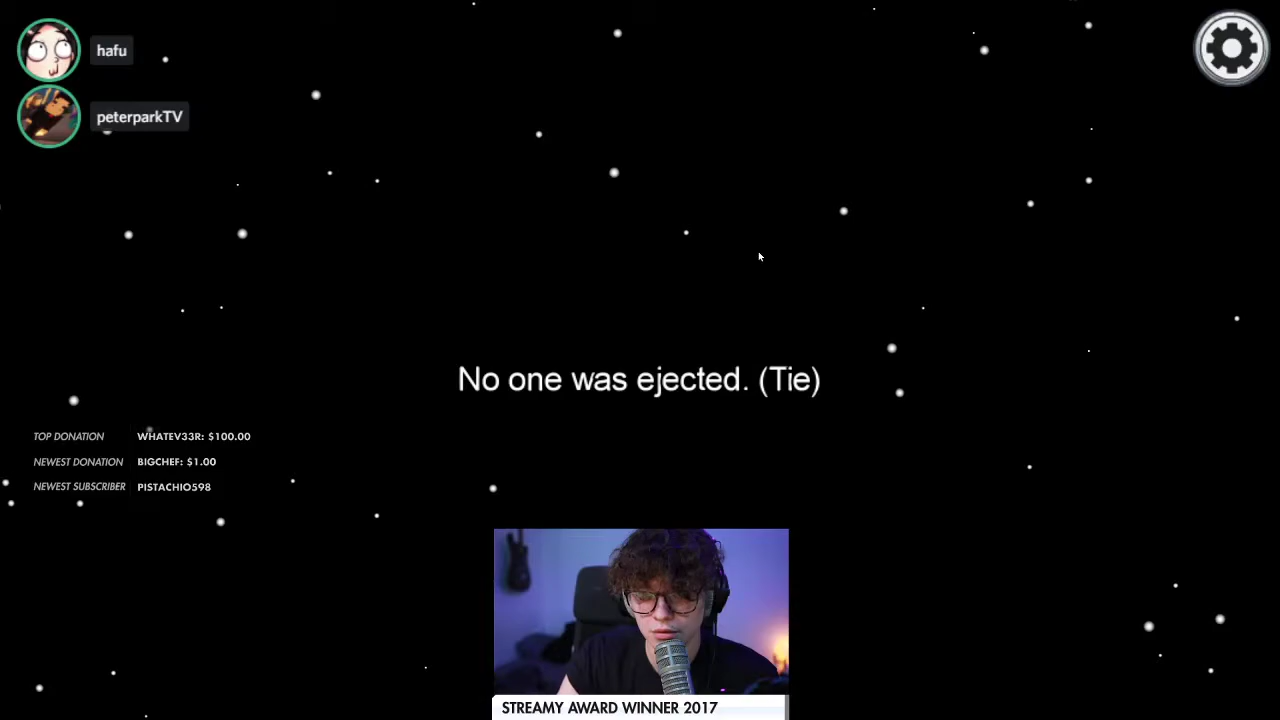 hafu
peterparkTV
No one was ejected. (Tie)
TOP DONATION WHATEV33R: $100.00
NEWEST DONATION BIGCHEF: $1.00
NEWEST SUBSCRIBER PISTACHIO598
STREAMY AWARD WINNER 2017